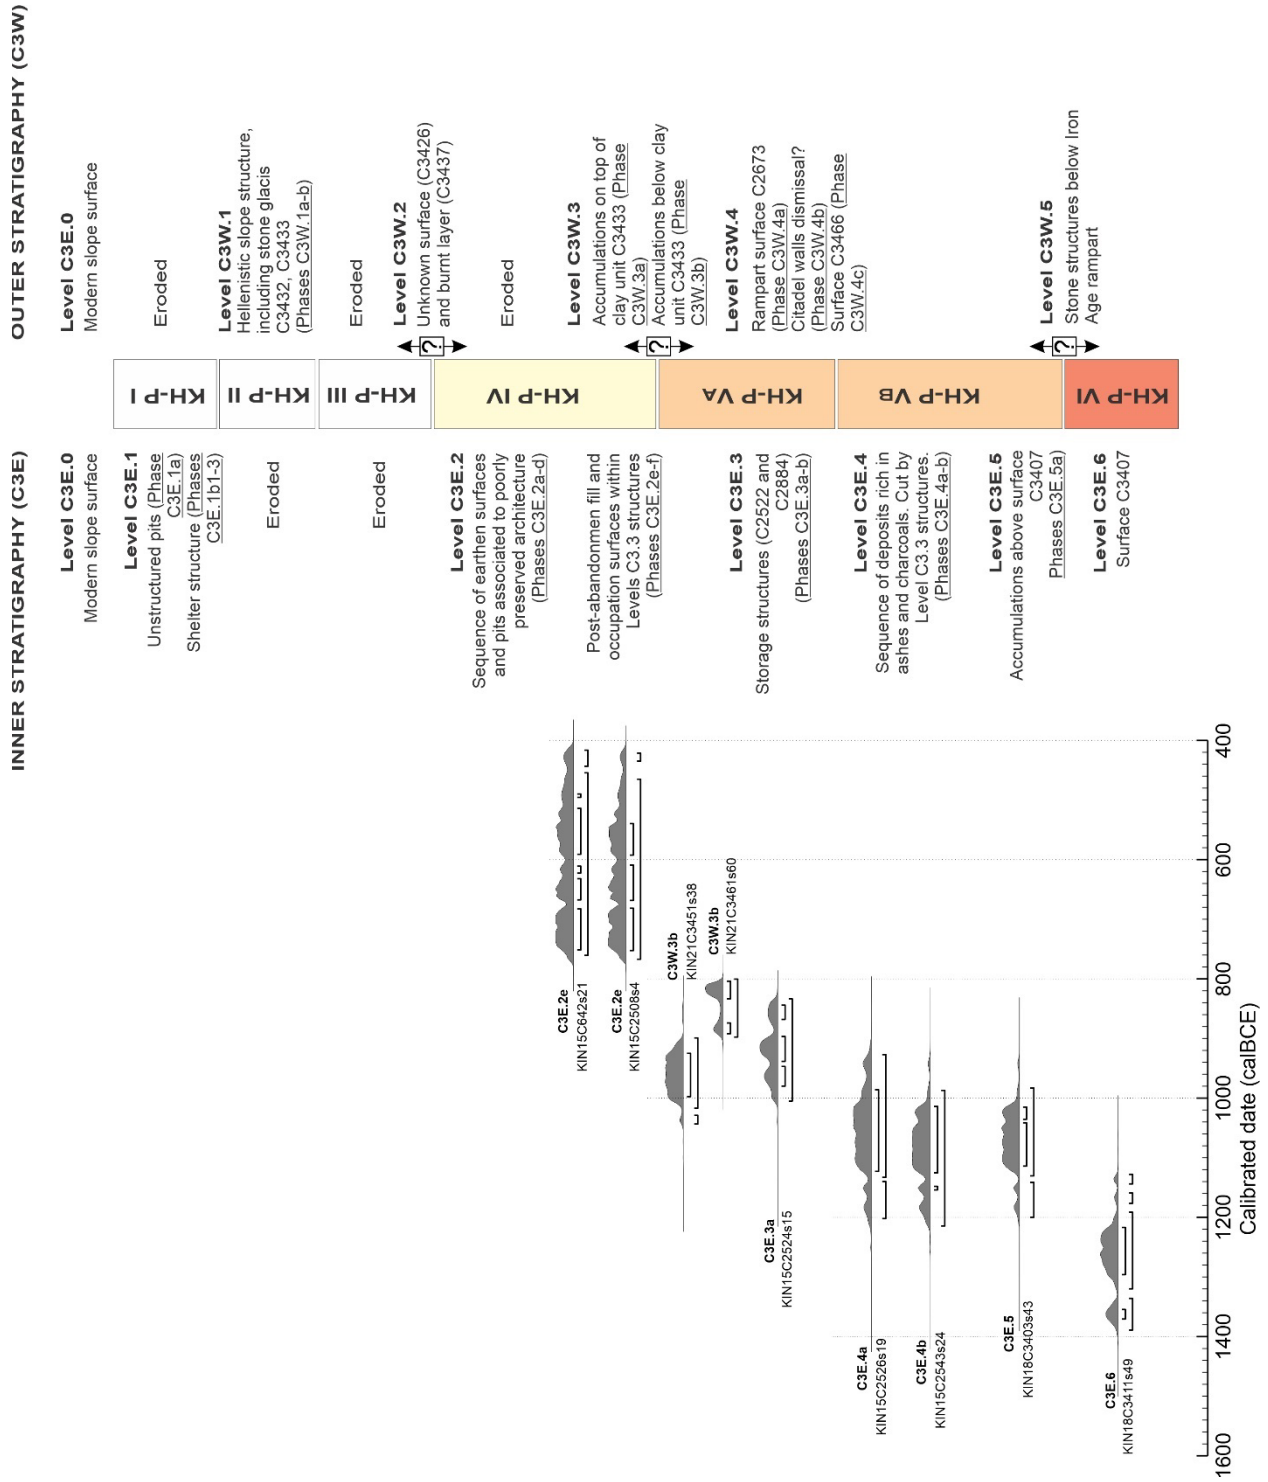 INNER STRATIGRAPHY (C3E)
OUTER STRATIGRAPHY (C3W)
Level C3E.0
Modern slope surface
Level C3E.1
Unstructured pits (Phase
C3E.1a)
Shelter structure (Phases
C3E.1b1-3)
Eroded
Eroded
Level C3E.2
Sequence of earthen surfaces
and pits associated to poorly
preserved architecture
(Phases C3E.2a-d)
Post-abandonmen fill and
occupation surfaces within
Levels C3.3 structures
(Phases C3E.2e-f)
Level C3E.3
Storage structures (C2522 and
C2884)
(Phases C3E.3a-b)
Level C3E.4
Sequence of deposits rich in
ashes and charcoals. Cut by
Level C3.3 structures.
(Phases C3E.4a-b)
Level C3E.5
Accumulations above surface
C3407
Phases C3E.5a)
Level C3E.6
Surface C3407
KH-P I
KH-P II
KH-P III
KH-P IV
KH-P VA
KH-P VB
KH-P VI
?
?
?
Level C3E.0
Modern slope surface
Eroded
Level C3W.1
Hellenistic slope structure,
including stone glacis
C3432, C3433
(Phases C3W.1a-b)
Eroded
Level C3W.2
Unknown surface (C3426)
and burnt layer (C3437)
Eroded
Level C3W.3
Accumulations on top of
clay unit C3433 (Phase
C3W.3a)
Accumulations below clay
unit C3433 (Phase
C3W.3b)
Level C3W.4
Rampart surface C2673
(Phase C3W.4a)
Citadel walls dismissal?
(Phase C3W.4b)
Surface C3466 (Phase
C3W.4c)
Level C3W.5
Stone structures below Iron
Age rampart
C3E.2e
KIN15C642s21
C3E.2e
KIN15C2508s4
C3W.3b
KIN21C3451s38
C3W.3b
KIN21C3461s60
C3E.3a
KIN15C2524s15
C3E.4a
KIN15C2526s19
C3E.4b
KIN15C2543s24
C3E.5
KIN18C3403s43
C3E.6
KIN18C3411s49
1600 1400 1200 1000 800 600 400
Calibrated date (calBCE)